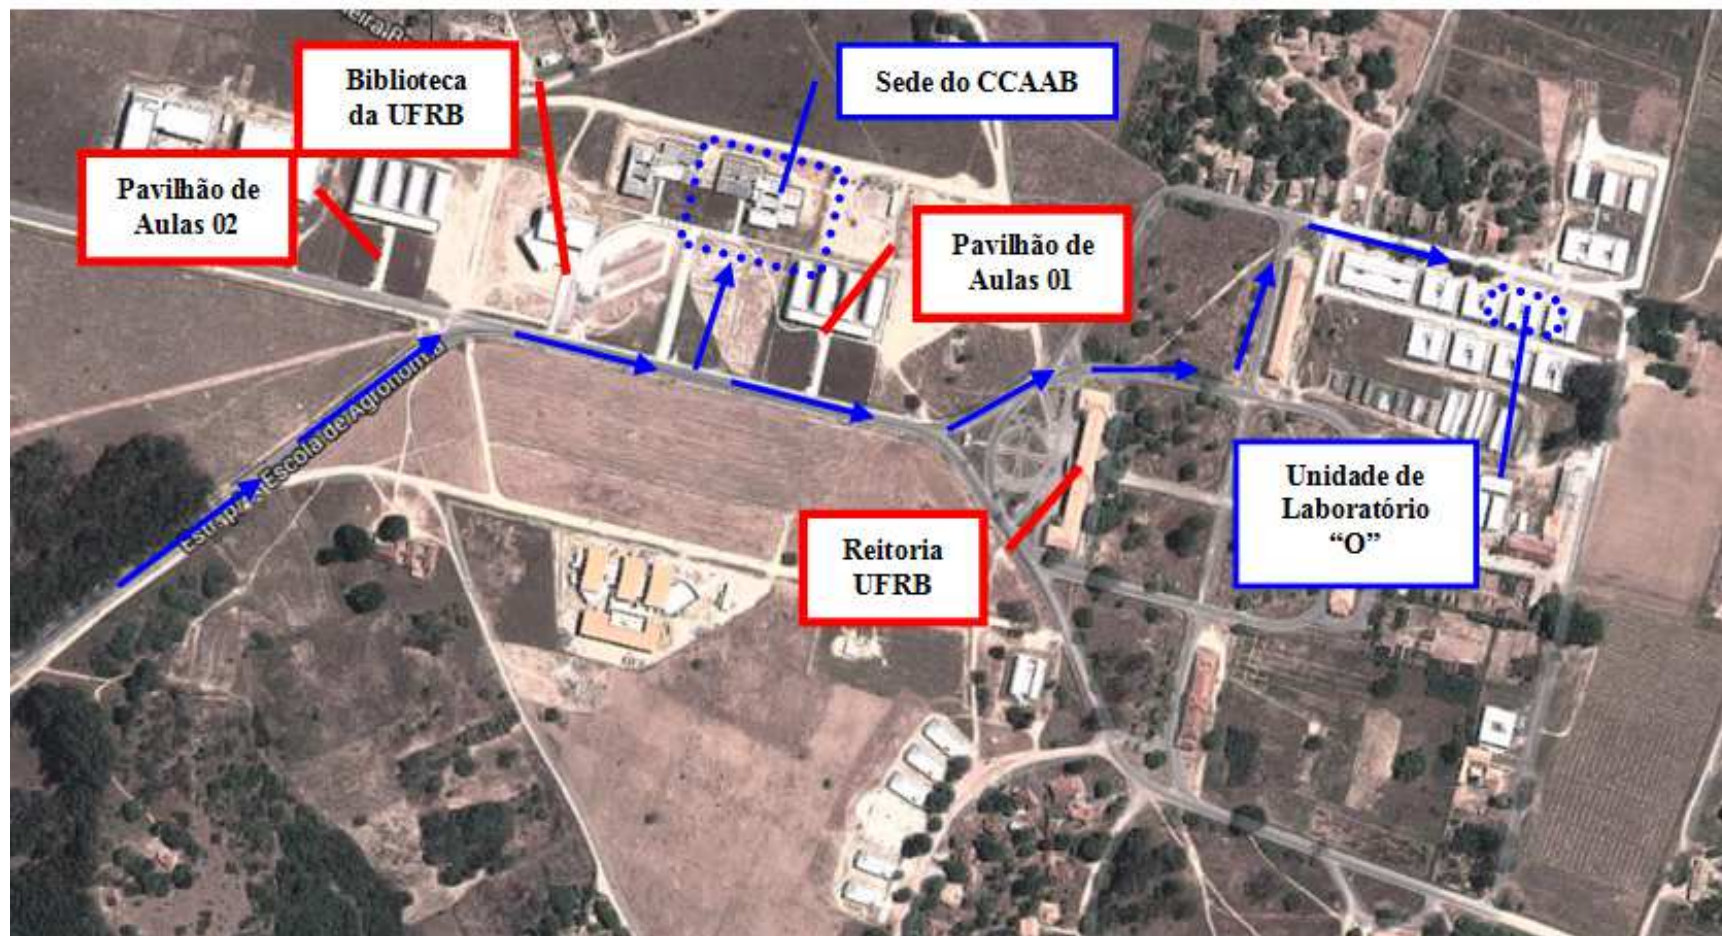 Biblioteca
da UFRB
Sede do CCAAB
Pavilhão de
Aulas 02
Pavilhão de
Aulas 01
Unidade de
Laboratório
“O”
Reitoria
UFRB
Escola de Agronomia